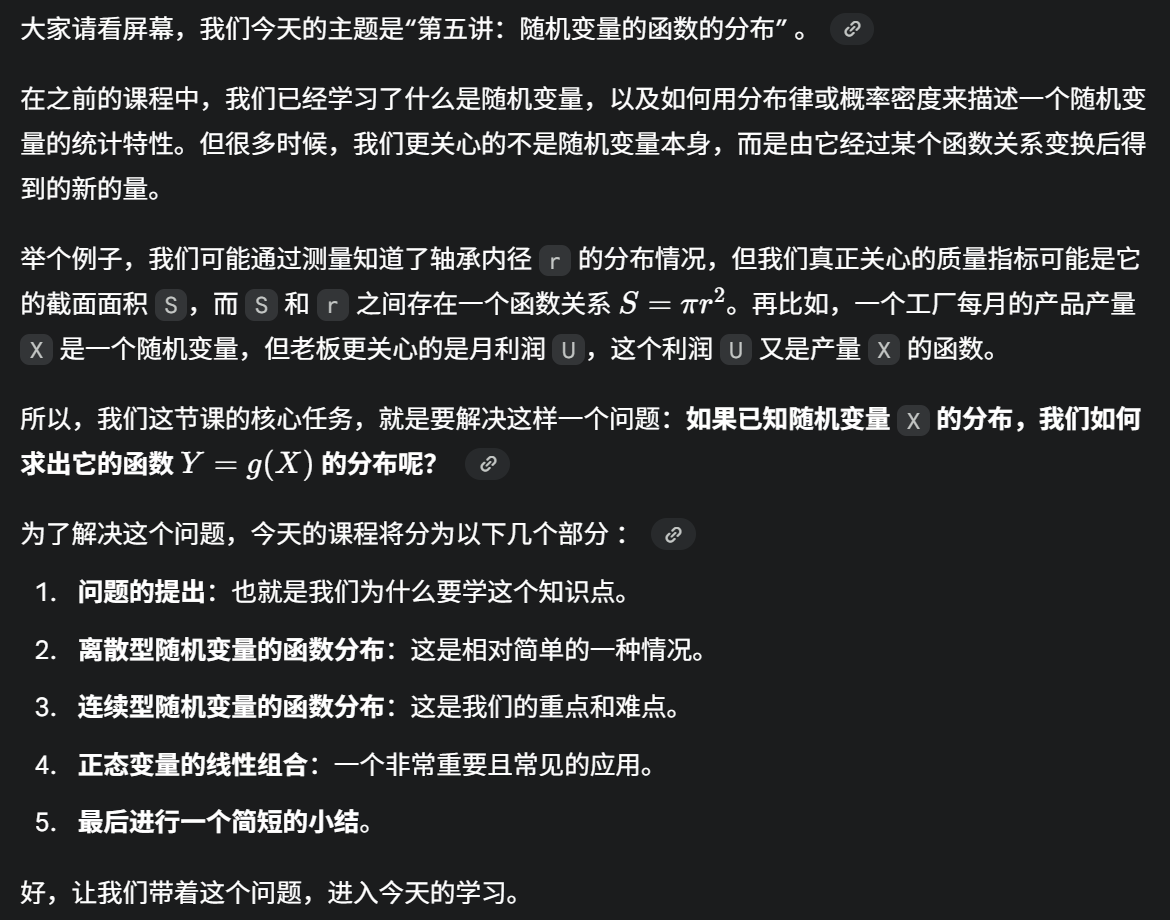 大家请看屏幕，我们今天的主题是“第五讲：随机变量的函数的分布” 。
在之前的课程中，我们已经学习了什么是随机变量，以及如何用分布律或概率密度来描述一个随机变
量的统计特性。但很多时候，我们更关心的不是随机变量本身，而是由它经过某个函数关系变换后得
到的新的量。
举个例子，我们可能通过测量知道了轴承内径 r 的分布情况，但我们真正关心的质量指标可能是它
的截面面积 S ，而 S 和 r 之间存在一个函数关系 S = πr²。再比如，一个工厂每月的产品产量
X 是一个随机变量，但老板更关心的是月利润 U ，这个利润 U 又是产量 X 的函数。
所以，我们这节课的核心任务，就是要解决这样一个问题：如果已知随机变量 X 的分布，我们如何
求出它的函数 Y = g(X) 的分布呢？
为了解决这个问题，今天的课程将分为以下几个部分 ：
1. 问题的提出：也就是我们为什么要学这个知识点。
2. 离散型随机变量的函数分布：这是相对简单的一种情况。
3. 连续型随机变量的函数分布：这是我们的重点和难点。
4. 正态变量的线性组合：一个非常重要且常见的应用。
5. 最后进行一个简短的小结。
好，让我们带着这个问题，进入今天的学习。